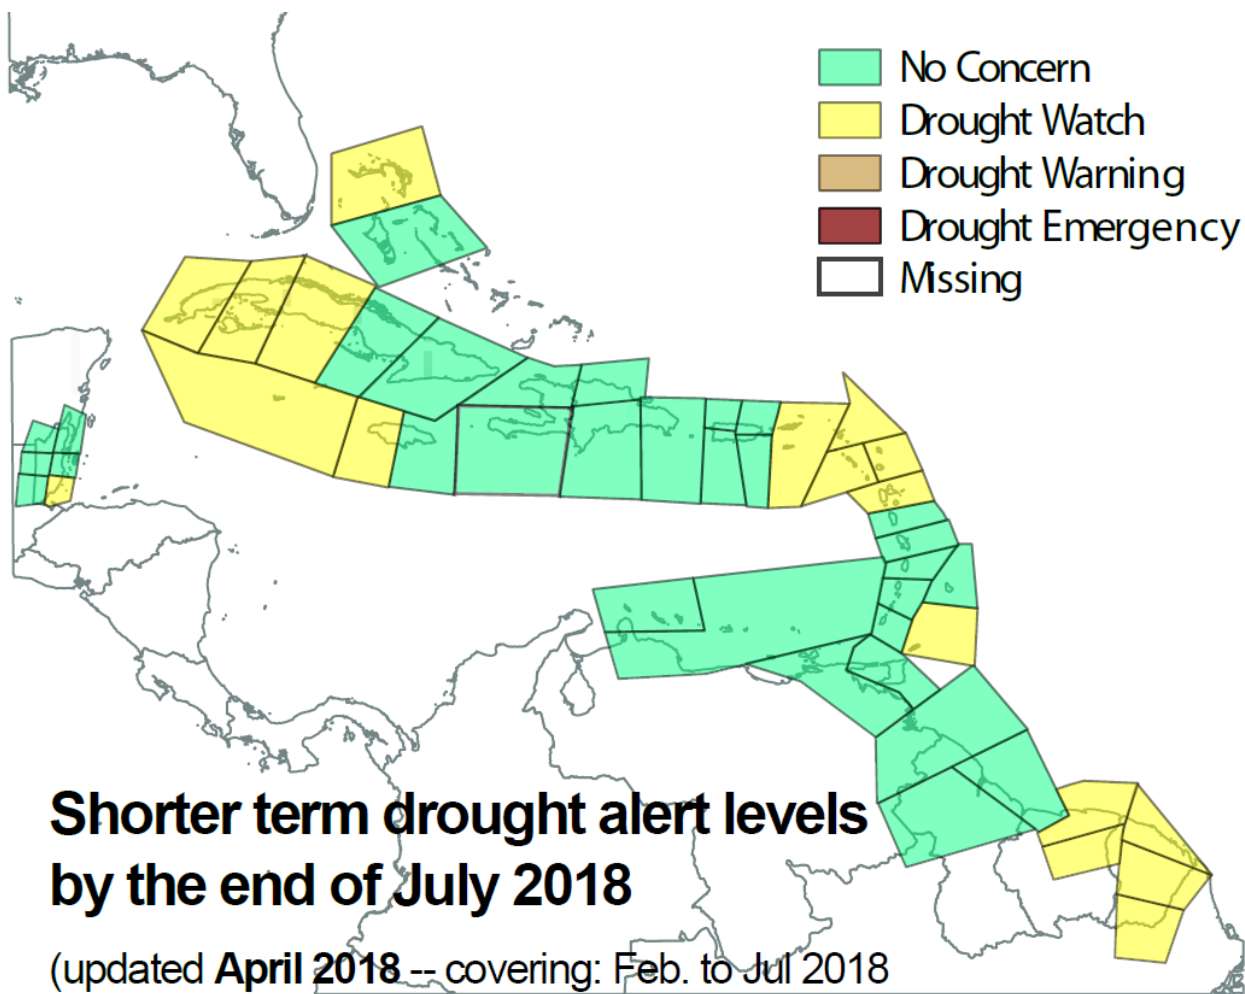 No Concern
Drought Watch
Drought Warning
Drought Emergency
Missing
Shorter term drought alert levels
by the end of July 2018
(updated April 2018 -- covering: Feb. to Jul 2018